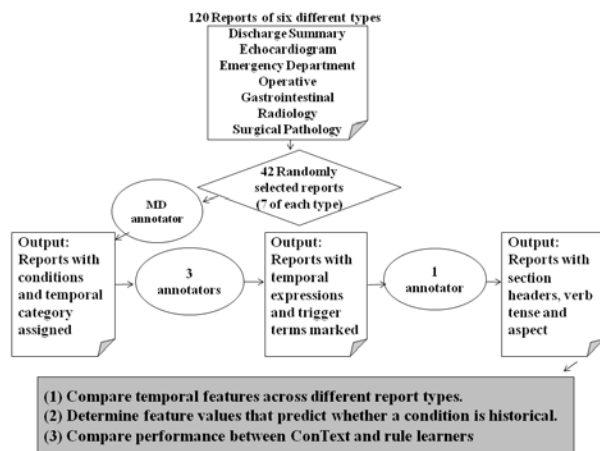 120 Reports of six different types
Discharge Summary
Echocardiogram
Emergency Department
Operative
Gastrointestinal
Radiology
Surgical Pathology
42 Randomly
selected reports
(7 of each type)
MD
annotator
Output:
Reports with
conditions
and temporal
category
assigned
3
annotators
Output:
Reports with
temporal
expressions
and trigger
terms marked
1
annotator
Output:
Reports with
section
headers, verb
tense and
aspect
(1) Compare temporal features across different report types.
(2) Determine feature values that predict whether a condition is historical.
(3) Compare performance between ConText and rule learners